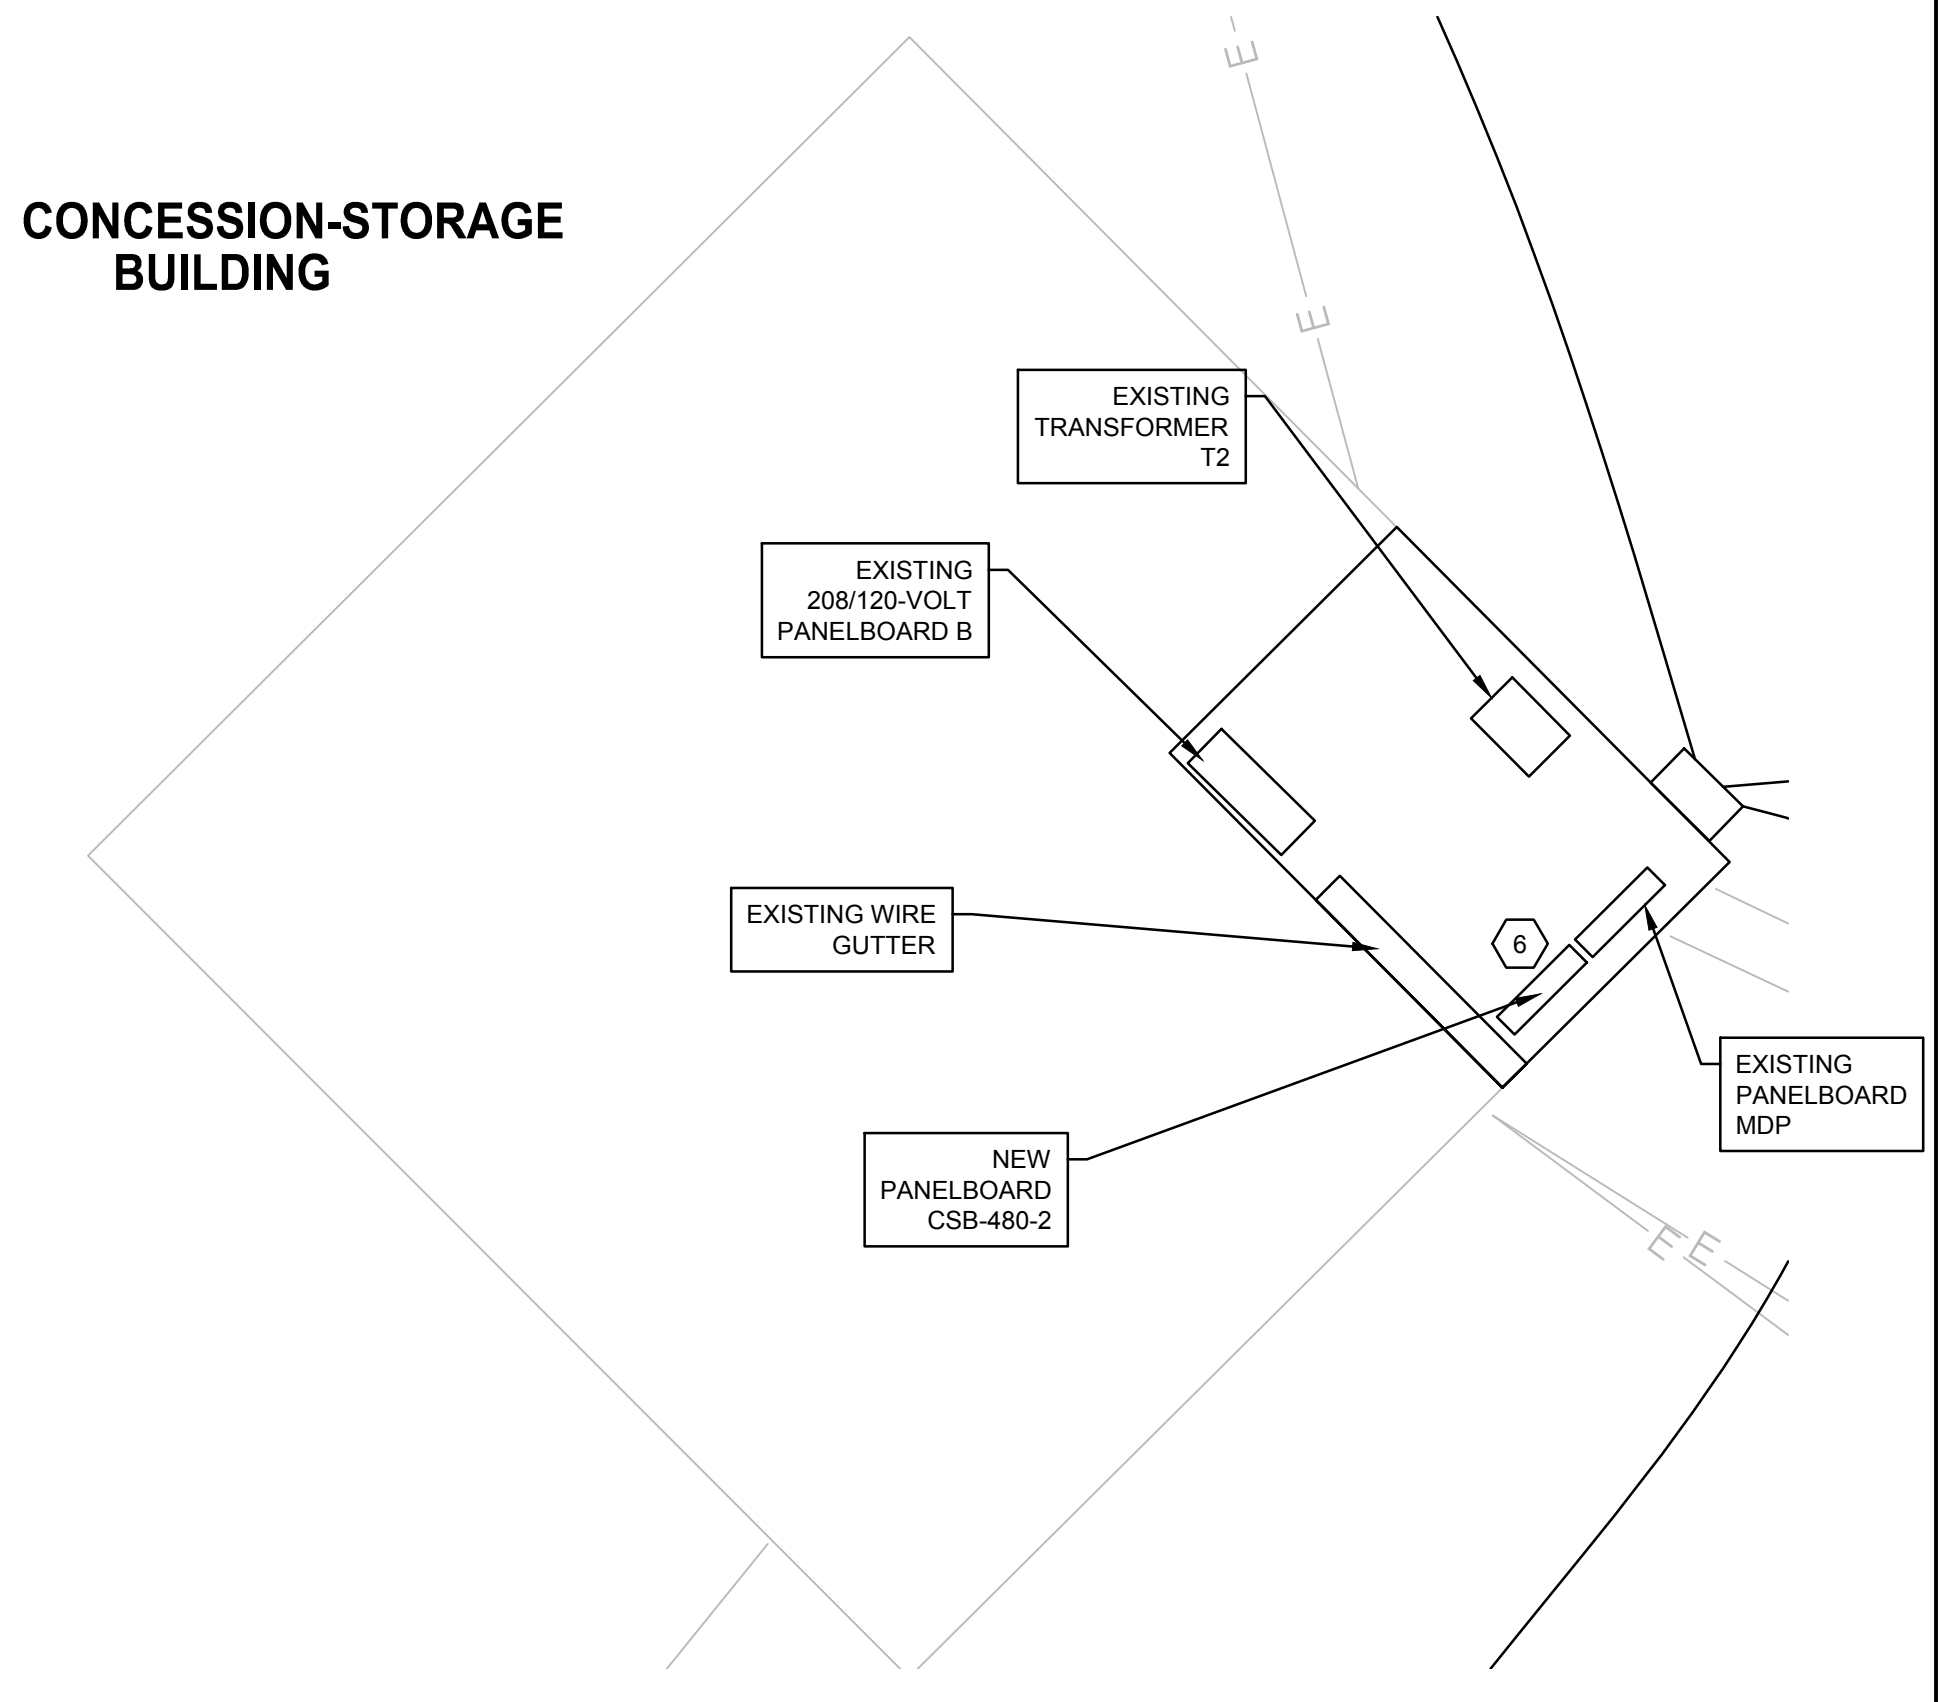 E
CONCESSION-STORAGE
BUILDING
E
EXISTING
TRANSFORMER
T2
EXISTING
208/120-VOLT
PANELBOARD B
EXISTING WIRE
GUTTER
6
EXISTING
PANELBOARD
MDP
NEW
PANELBOARD
CSB-480-2
E E